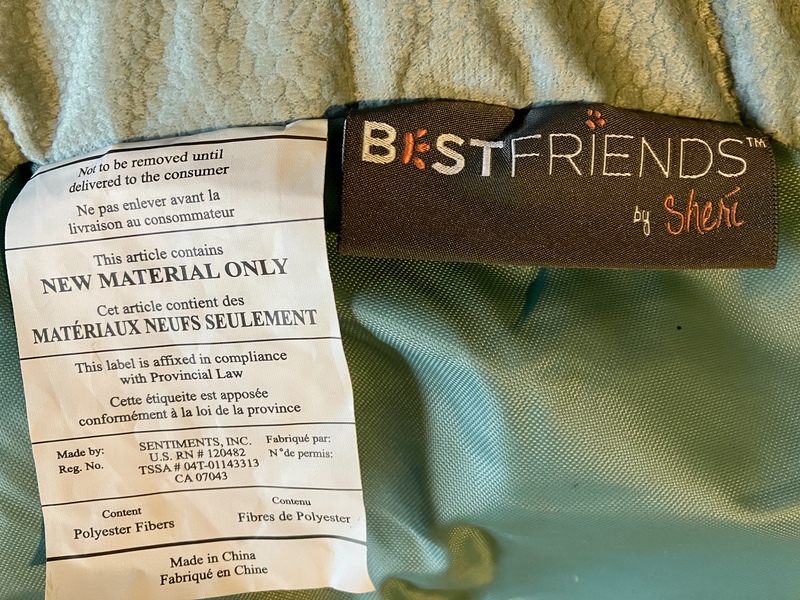 Not to be removed until
delivered to the consumer
Ne pas enlever avant la
livraison au consommateur
This article contains
NEW MATERIAL ONLY
Cet article contient des
MATÉRIAUX NEUFS SEULEMENT
This label is affixed in compliance
with Provincial Law
Cette étiqueite est apposée
conformément à la loi de la province
Made by: SENTIMENTS, INC. Fabriqué par:
Reg. No. U.S. RN # 120482 N°de permis:
TSSA # 04T-01143313
CA 07043
Content Contenu
Polyester Fibers Fibres de Polyester
Made in China
Fabriqué en Chine
BESTFRIENDS™
by Sheri